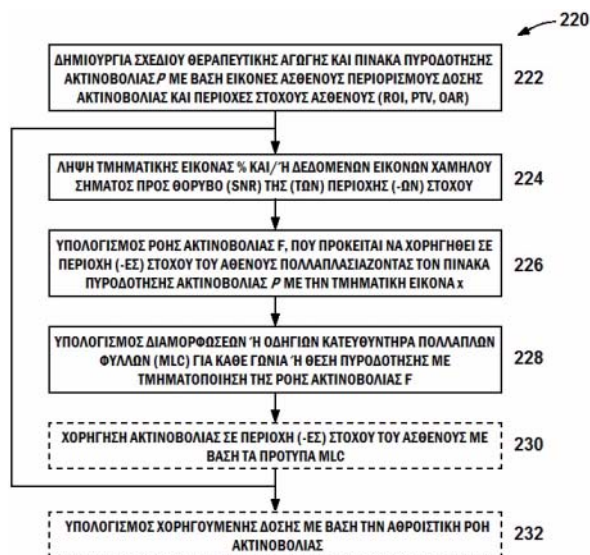 220
ΔΗΜΙΟΥΡΓΙΑ ΣΧΕΔΙΟΥ ΘΕΡΑΠΕΥΤΙΚΗΣ ΑΓΩΓΗΣ ΚΑΙ ΠΙΝΑΚΑ ΠΥΡΟΔΟΤΗΣΗΣ
ΑΚΤΙΝΟΒΟΛΙΑΣ P ΜΕ ΒΑΣΗ ΕΙΚΟΝΕΣ ΑΣΘΕΝΟΥΣ ΠΕΡΙΟΡΙΣΜΟΥΣ ΔΟΣΗΣ
ΑΚΤΙΝΟΒΟΛΙΑΣ ΚΑΙ ΠΕΡΙΟΧΕΣ ΣΤΟΧΟΥΣ ΑΣΘΕΝΟΥΣ (ROI, PTV, OAR)
222
ΛΗΨΗ ΤΜΗΜΑΤΙΚΗΣ ΕΙΚΟΝΑΣ % ΚΑΙ/Ή ΔΕΔΟΜΕΝΩΝ ΕΙΚΟΝΩΝ ΧΑΜΗΛΟΥ
ΣΗΜΑΤΟΣ ΠΡΟΣ ΘΟΡΥΒΟ (SNR) ΤΗΣ (ΤΩΝ) ΠΕΡΙΟΧΗΣ (-ΩΝ) ΣΤΟΧΟΥ
224
ΥΠΟΛΟΓΙΣΜΟΣ ΡΟΗΣ ΑΚΤΙΝΟΒΟΛΙΑΣ F, ΠΟΥ ΠΡΟΚΕΙΤΑΙ ΝΑ ΧΟΡΗΓΗΘΕΙ ΣΕ
ΠΕΡΙΟΧΗ (-ΕΣ) ΣΤΟΧΟΥ ΤΟΥ ΑΘΕΝΟΥΣ ΠΟΛΛΑΠΛΑΣΙΑΖΟΝΤΑΣ ΤΟΝ ΠΙΝΑΚΑ
ΠΥΡΟΔΟΤΗΣΗΣ ΑΚΤΙΝΟΒΟΛΙΑΣ P ΜΕ ΤΗΝ ΤΜΗΜΑΤΙΚΗ ΕΙΚΟΝΑ x
226
ΥΠΟΛΟΓΙΣΜΟΣ ΔΙΑΜΟΡΦΩΣΕΩΝ Ή ΟΔΗΓΙΩΝ ΚΑΤΕΥΘΥΝΤΗΡΑ ΠΟΛΛΑΠΛΩΝ
ΦΥΛΛΩΝ (MLC) ΓΙΑ ΚΑΘΕ ΓΩΝΙΑ Ή ΘΕΣΗ ΠΥΡΟΔΟΤΗΣΗΣ ΜΕ
ΤΜΗΜΑΤΟΠΟΙΗΣΗ ΤΗΣ ΡΟΗΣ ΑΚΤΙΝΟΒΟΛΙΑΣ F
228
ΧΟΡΗΓΗΣΗ ΑΚΤΙΝΟΒΟΛΙΑΣ ΣΕ ΠΕΡΙΟΧΗ (-ΕΣ) ΣΤΟΧΟΥ ΤΟΥ ΑΣΘΕΝΟΥΣ ΜΕ
ΒΑΣΗ ΤΑ ΠΡΟΤΥΠΑ MLC
230
ΥΠΟΛΟΓΙΣΜΟΣ ΧΟΡΗΓΟΥΜΕΝΗΣ ΔΟΣΗΣ ΜΕ ΒΑΣΗ ΤΗΝ ΑΘΡΟΙΣΤΙΚΗ ΡΟΗ
ΑΚΤΙΝΟΒΟΛΙΑΣ
232